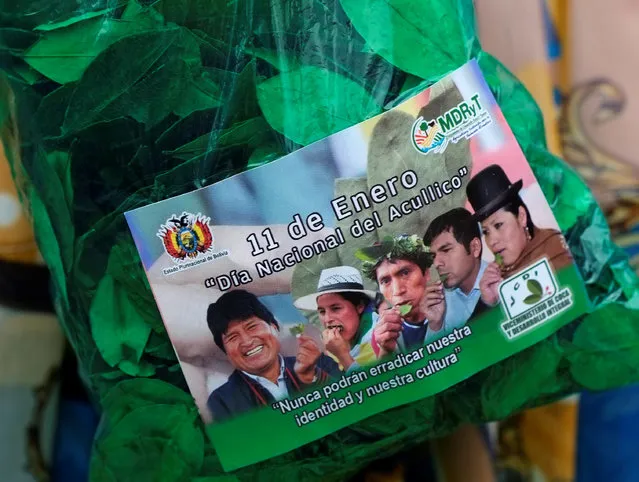 MDRyT
11 de Enero
"Día Nacional del Acullico"
Estado Plurinacional de Bolivia
VICEMINISTERIO DE COCA
Y DESARROLLO INTEGRAL
"Nunca podrán erradicar nuestra
identidad y nuestra cultura"